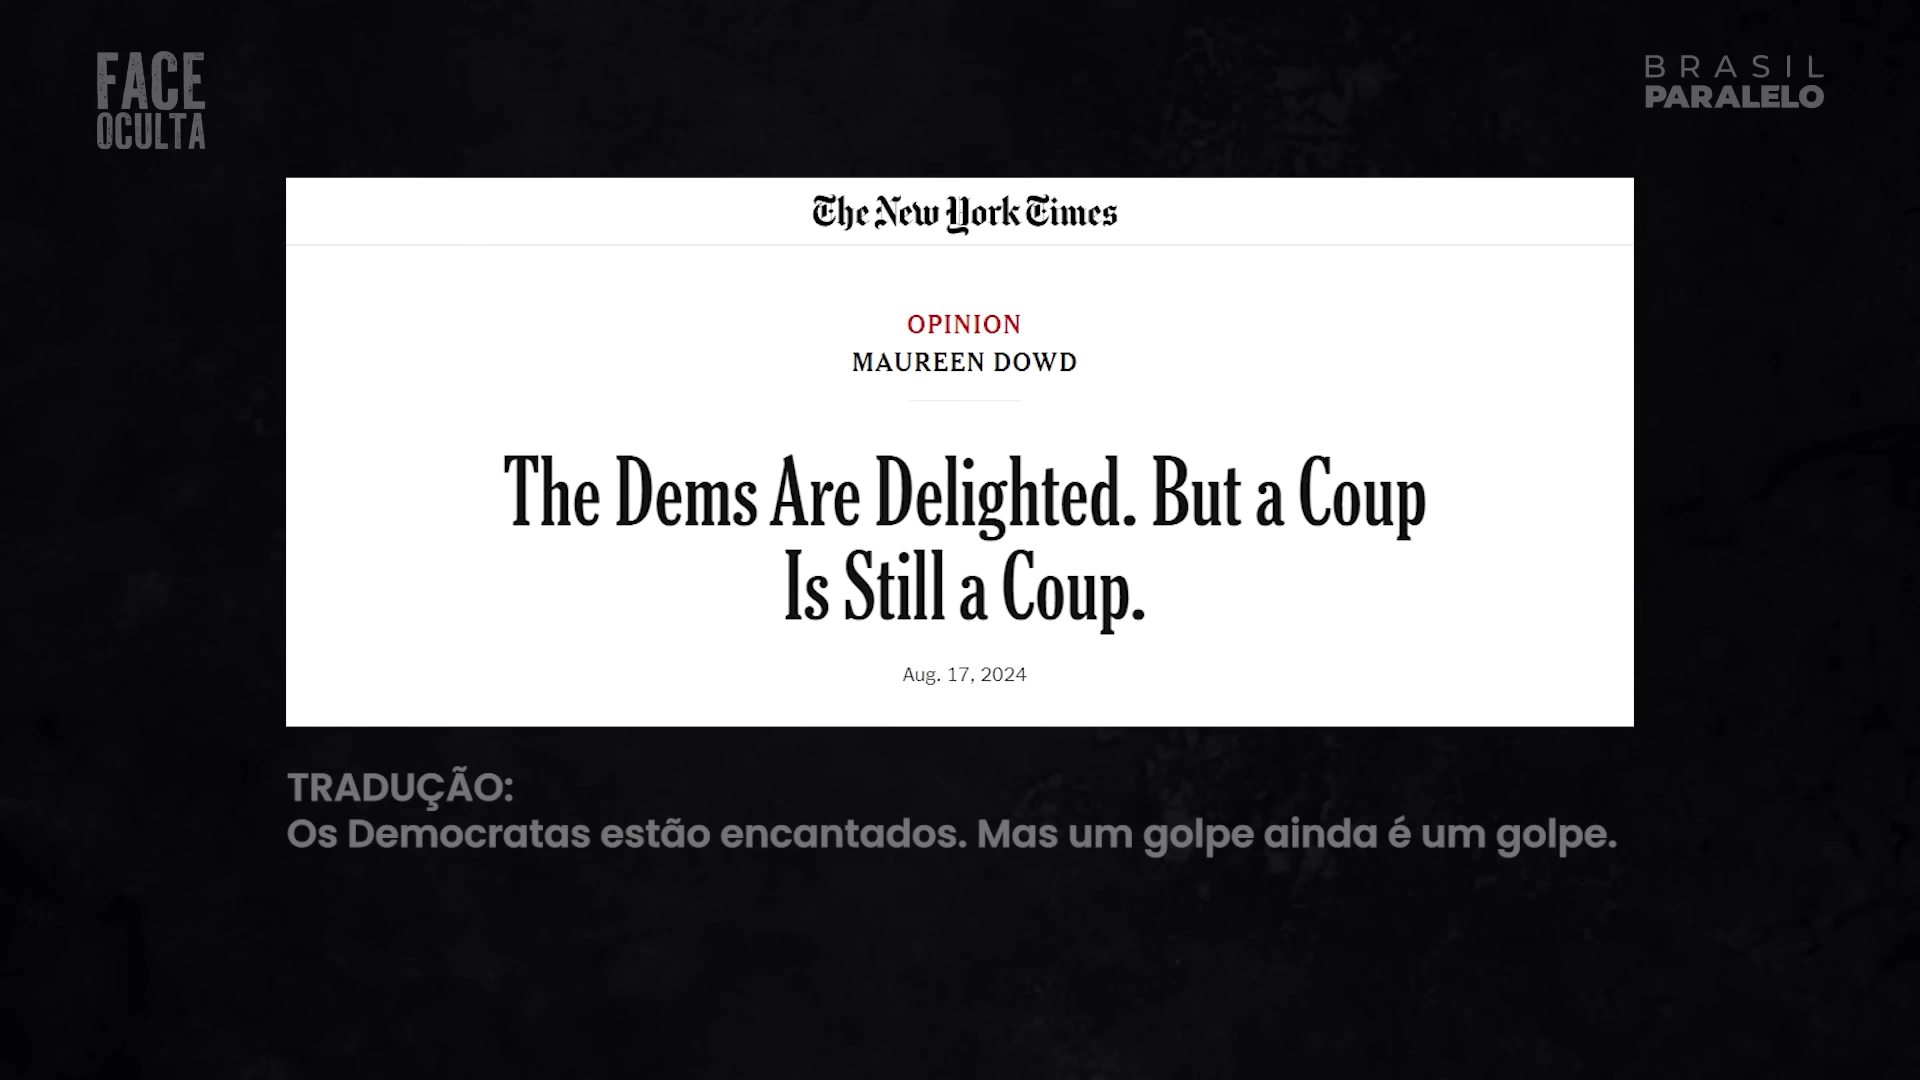 FACE
OCULTA
BRASIL
PARALELO
The New York Times
OPINION
MAUREEN DOWD
The Dems Are Delighted. But a Coup
Is Still a Coup.
Aug. 17, 2024
TRADUÇÃO:
Os Democratas estão encantados. Mas um golpe ainda é um golpe.